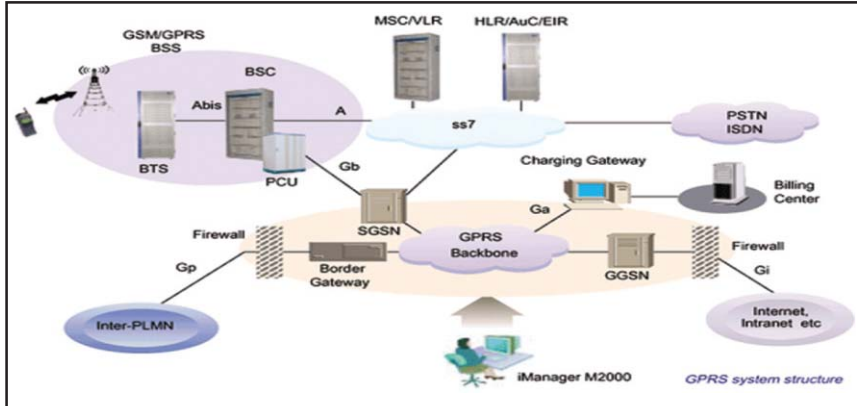 MSC/VLR
HLR/AuC/EIR
GSM/GPRS
BSS
BSC
Abis
A
ss7
PSTN
ISDN
BTS
PCU
Gb
Charging Gateway
SGSN
Ga
Billing
Center
Firewall
GPRS
Backbone
Firewall
Gp
Border
Gateway
GGSN
Gi
Inter-PLMN
Internet,
Intranet etc
iManager M2000
GPRS system structure